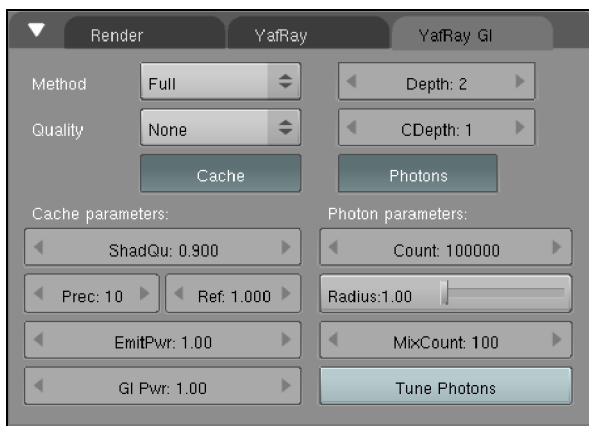 Render YafRay YafRay GI
Method Full Depth: 2
Quality None CDepth: 1
Cache Photons
Cache parameters: Photon parameters:
ShadQu: 0.900 Count: 100000
Prec: 10 Ref: 1.000 Radius:1.00
EmitPwr: 1.00 MixCount: 100
GI Pwr: 1.00 Tune Photons